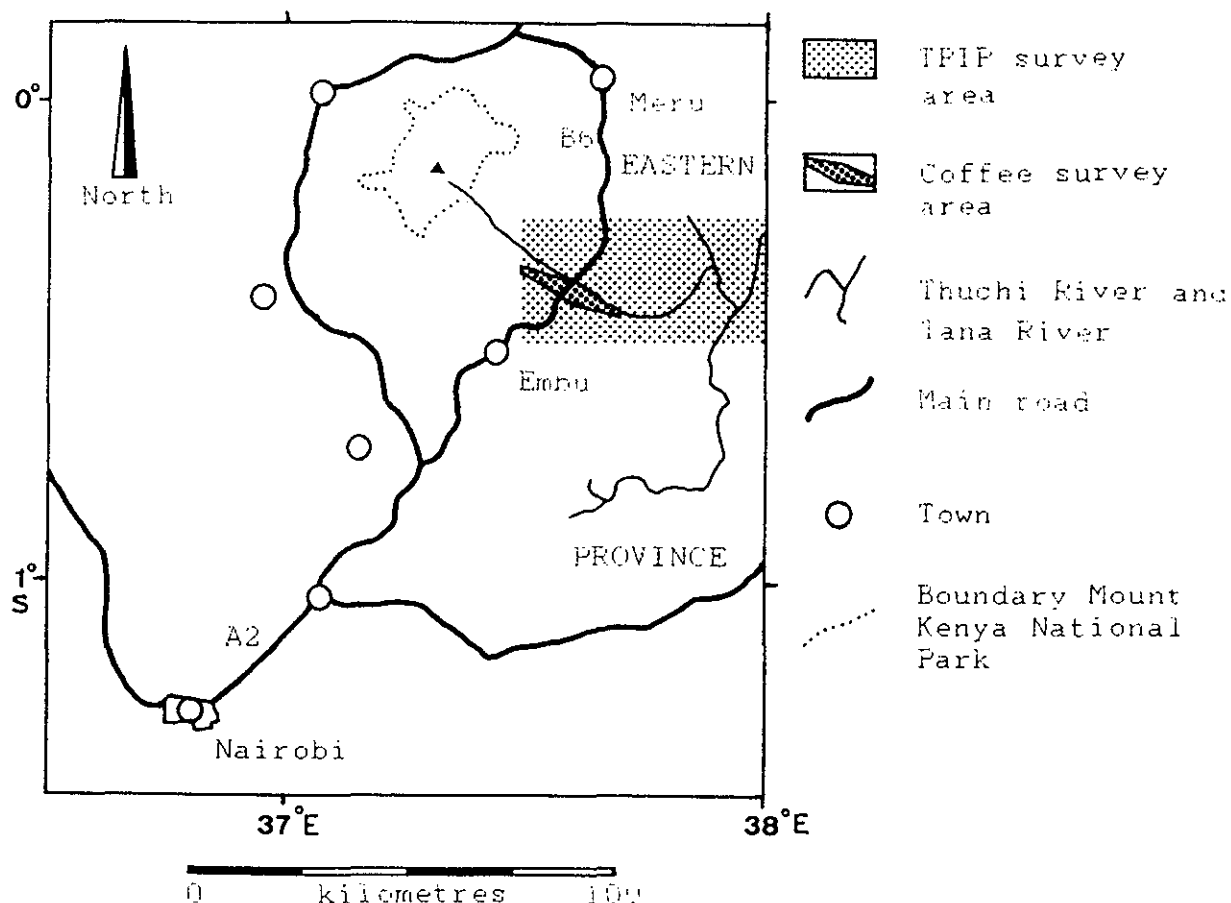 0°
North
Meru
B6
EASTERN
Embu
PROVINCE
1°
S
A2
Nairobi
37°E
38°E
0 kilometres 100
TPIP survey
area
Coffee survey
area
Thuchi River and
Tana River
Main road
Town
Boundary Mount
Kenya National
Park